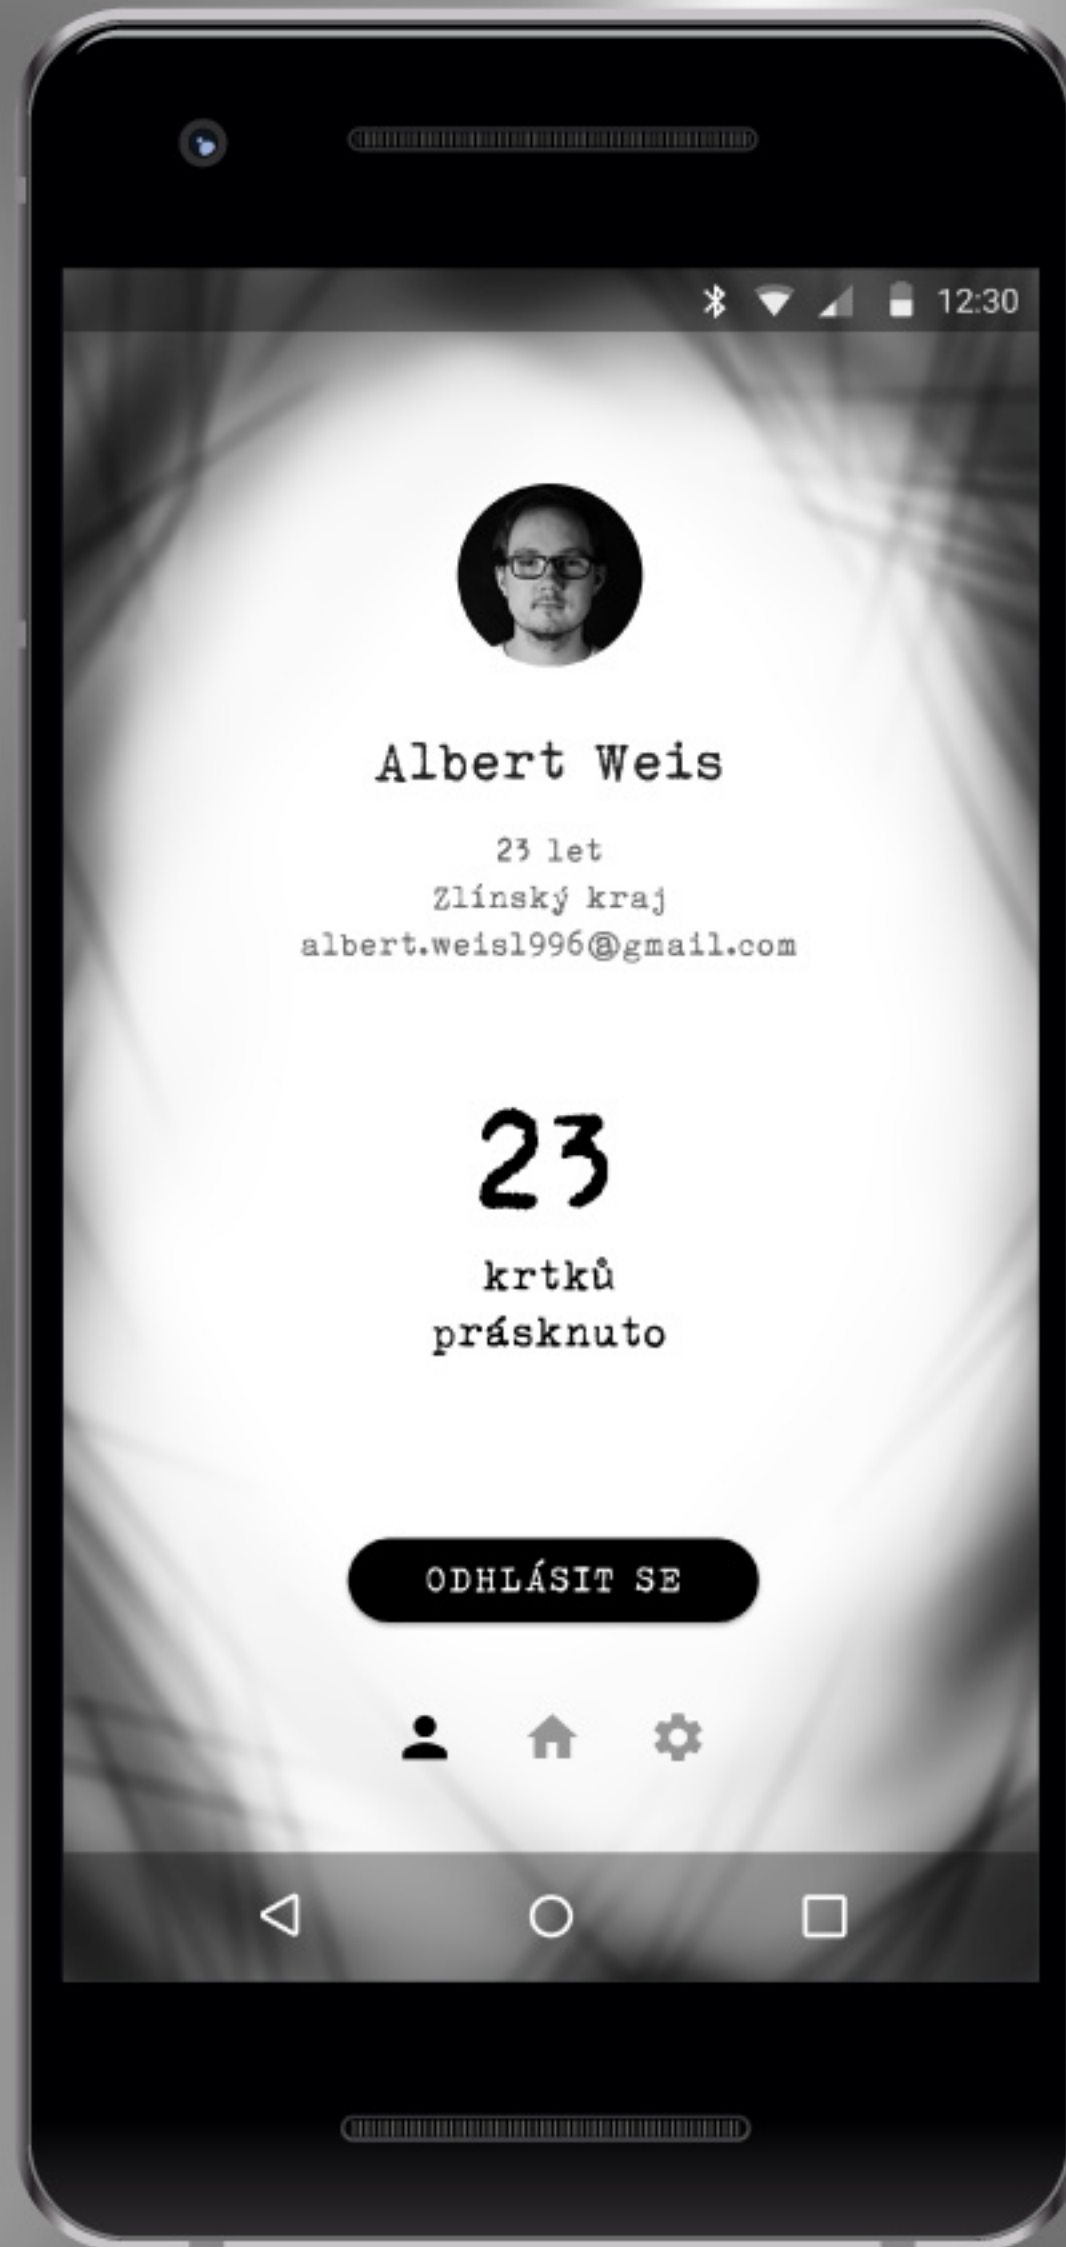 12:30
Albert Weis
23 let
Zlínský kraj
albert.weis1996@gmail.com
23
krtků
prásknuto
ODHLÁSIT SE